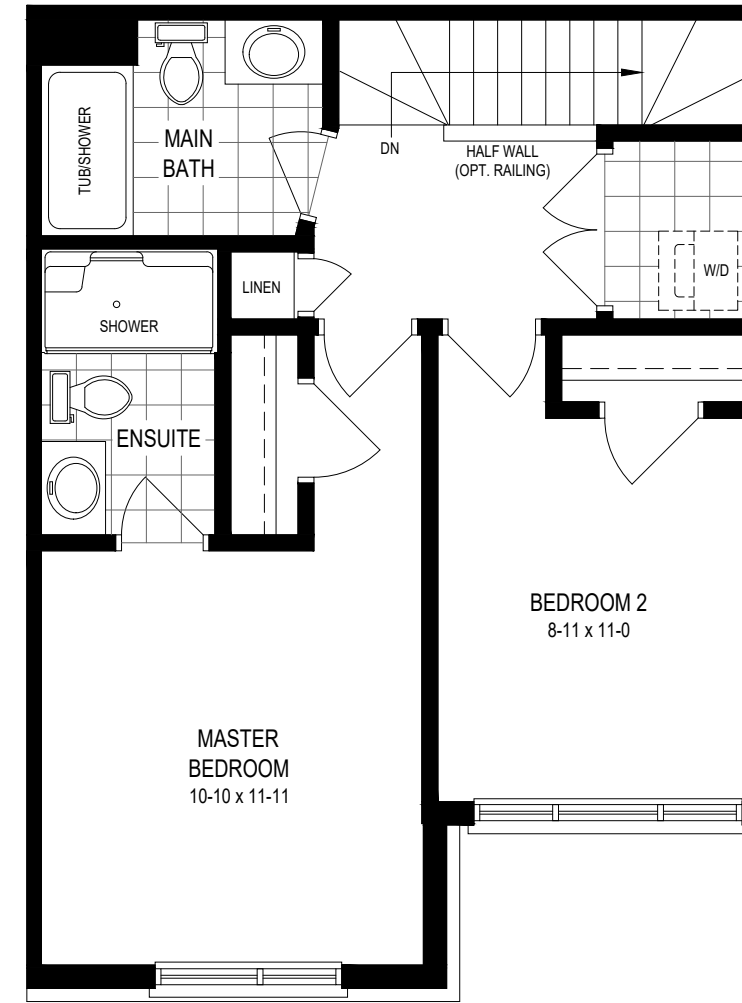 TUB/SHOWER
MAIN
BATH
DN
HALF WALL
(OPT. RAILING)
W/D
LINEN
SHOWER
ENSUITE
BEDROOM 2
8-11 x 11-0
MASTER
BEDROOM
10-10 x 11-11